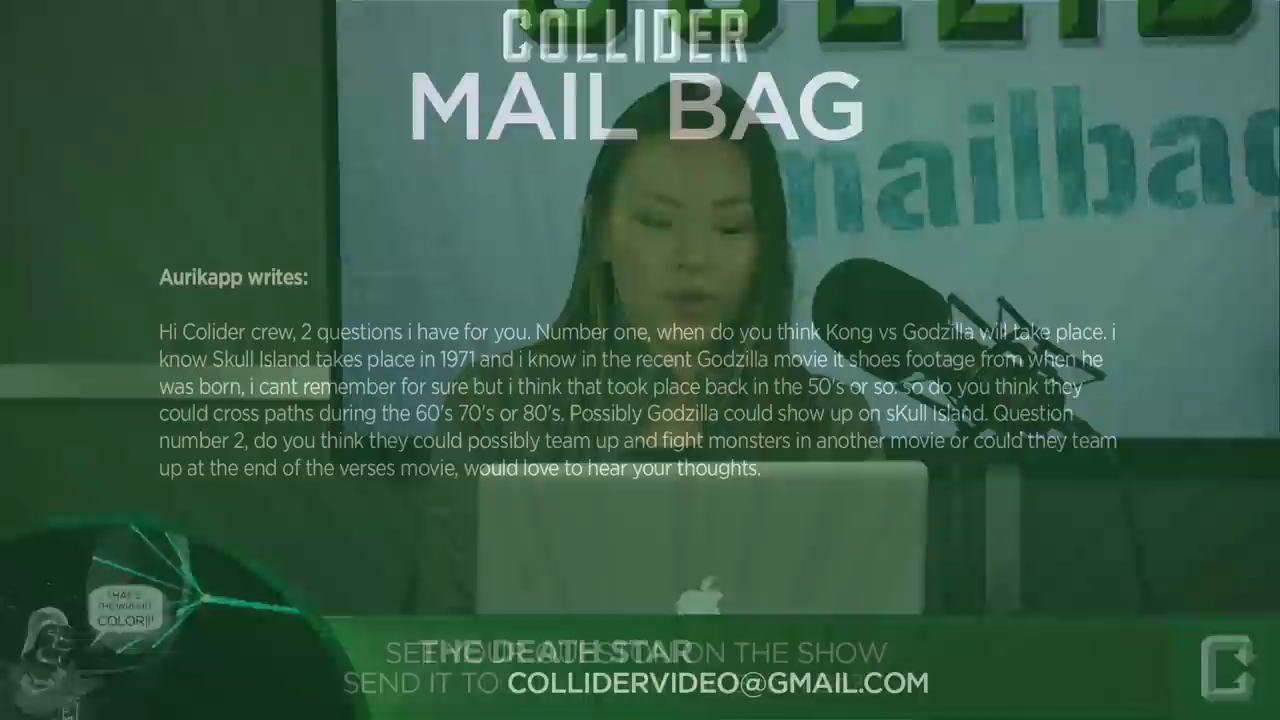 COLLIDER
MAIL BAG
mailbag
Aurikapp writes:
Hi Colider crew, 2 questions i have for you. Number one, when do you think Kong vs Godzilla will take place. i
know Skull Island takes place in 1971 and i know in the recent Godzilla movie it shoes footage from when he
was born, i cant remember for sure but i think that took place back in the 50's or so. so do you think they
could cross paths during the 60's 70's or 80's. Possibly Godzilla could show up on sKull Island. Question
number 2, do you think they could possibly team up and fight monsters in another movie or could they team
up at the end of the verses movie, would love to hear your thoughts.
COLOR!!!
THE DEATH STAR
SEE YOUR QUESTION ON THE SHOW
SEND IT TO COLLIDERVIDEO@GMAIL.COM